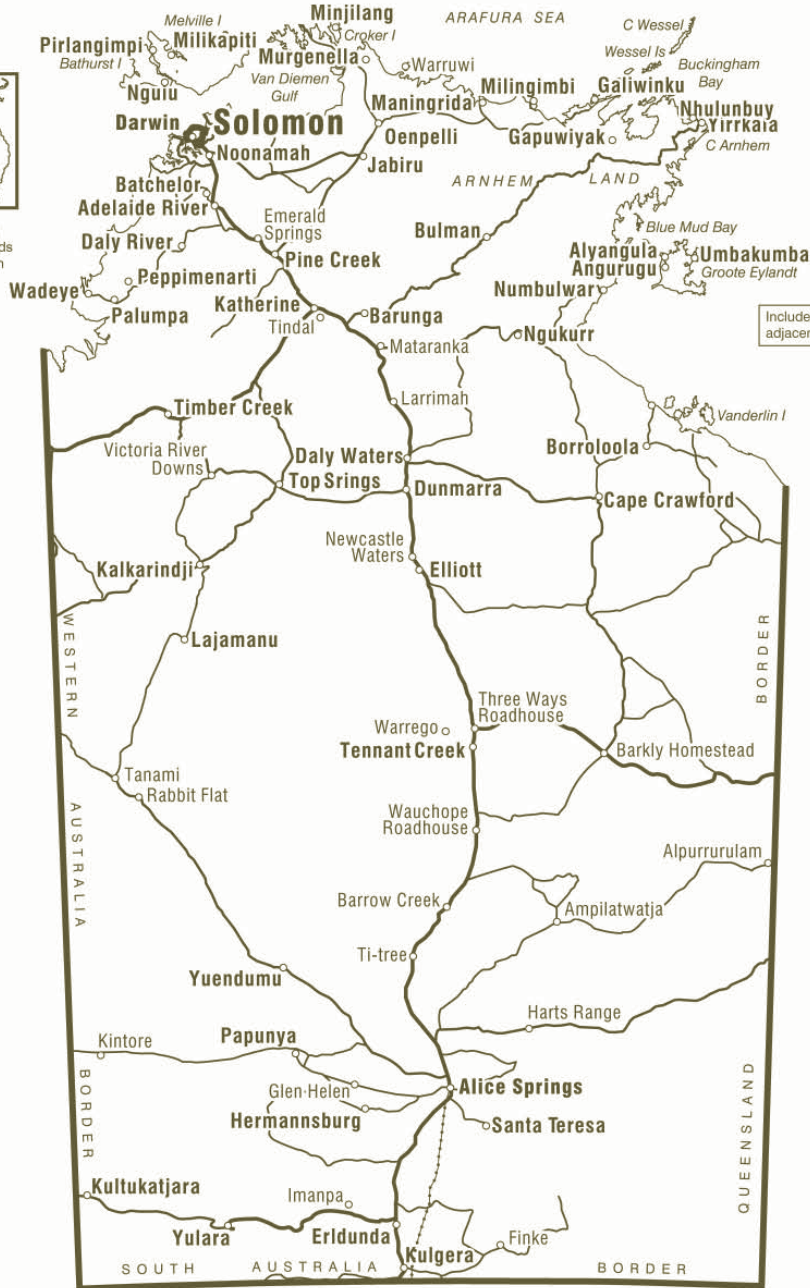 Melville I
Minjilang
ARAFURA SEA
C Wessel
Pirlangimpi
Milikapiti
Croker I
Bathurst I
Murgenella
Warruwi
Wessel Is
Buckingham
Bay
Van Diemen
Gulf
Nguiu
Maningrida
Milingimbi
Galiwinku
Nhulunbuy
Darwin
Solomon
Oenpelli
Gapuwiyak
Yirrkala
C Arnhem
Noonamah
Jabiru
Batchelor
ARNHEM LAND
Adelaide River
Emerald
Springs
Blue Mud Bay
Daly River
Bulman
Pine Creek
Alyangula
Umbakumba
Angurugu
Groote Eylandt
Peppimenarti
Wadeye
Numbulwar
Palumpa
Katherine
Tindal
Barunga
Ngukurr
Include
adjacen
Mataranka
Larrimah
Timber Creek
Vanderlin I
Victoria River
Downs
Daly Waters
Borroloola
Top Srings
Dunmarra
Cape Crawford
Newcastle
Waters
Kalkarindji
Elliott
Lajamanu
WESTERN
BORDER
Three Ways
Roadhouse
Warrego
Tennant Creek
Barkly Homestead
Tanami
Rabbit Flat
Wauchope
Roadhouse
AUSTRALIA
Alpurrurulam
Barrow Creek
Ampilatwatja
Ti-tree
Yuendumu
Harts Range
Papunya
Kintore
Glen-Helen
Alice Springs
BORDER
Hermannsburg
Santa Teresa
QUEENSLAND
Kultukatjara
Imanpa
Yulara
Erldunda
Finke
Kulgera
SOUTH AUSTRALIA BORDER